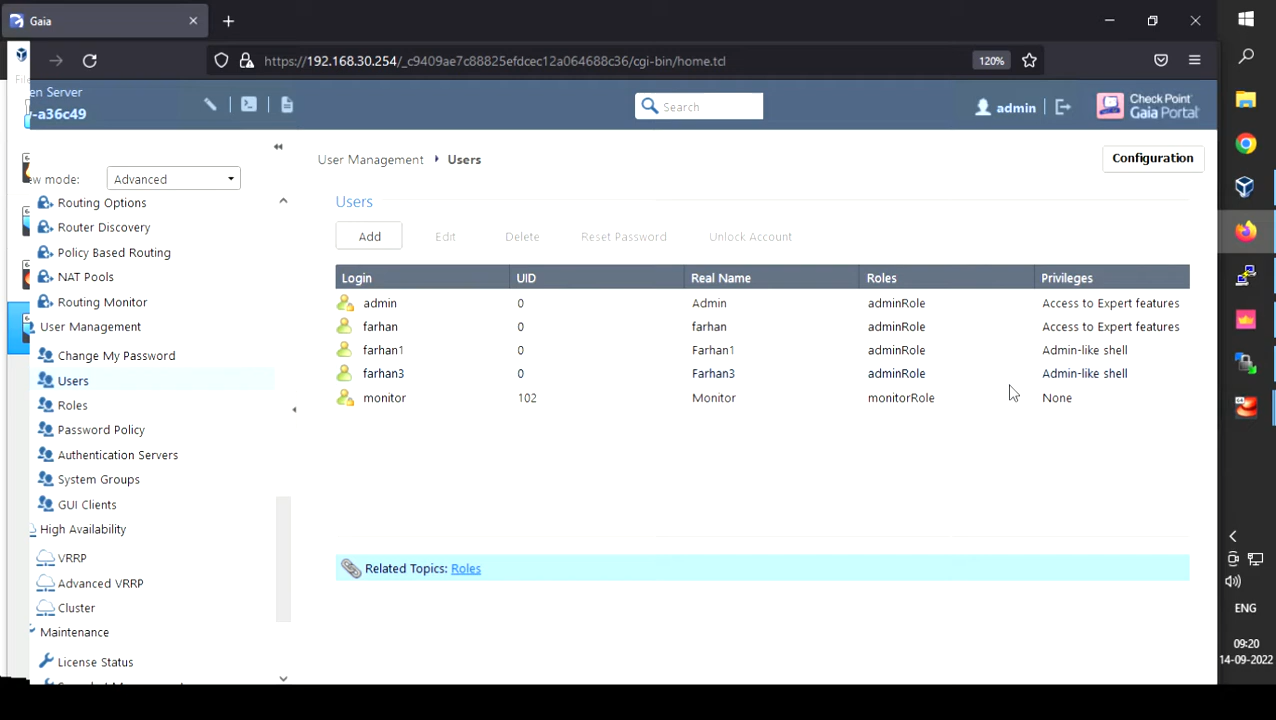 Gaia
https://192.168.30.254/_c9409ae7c88825efdcec12a064688c36/cgi-bin/home.tcl
120%
en Server
-a36c49
Search
admin
Check Point
Gaia Portal
ew mode:
Advanced
Routing Options
Router Discovery
Policy Based Routing
NAT Pools
Routing Monitor
User Management
Change My Password
Users
Roles
Password Policy
Authentication Servers
System Groups
GUI Clients
High Availability
VRRP
Advanced VRRP
Cluster
Maintenance
License Status
User Management Users
Configuration
Users
Add Edit Delete Reset Password Unlock Account
Login UID Real Name Roles Privileges
admin 0 Admin adminRole Access to Expert features
farhan 0 farhan adminRole Access to Expert features
farhan1 0 Farhan1 adminRole Admin-like shell
farhan3 0 Farhan3 adminRole Admin-like shell
monitor 102 Monitor monitorRole None
Related Topics: Roles
ENG
09:20
14-09-2022